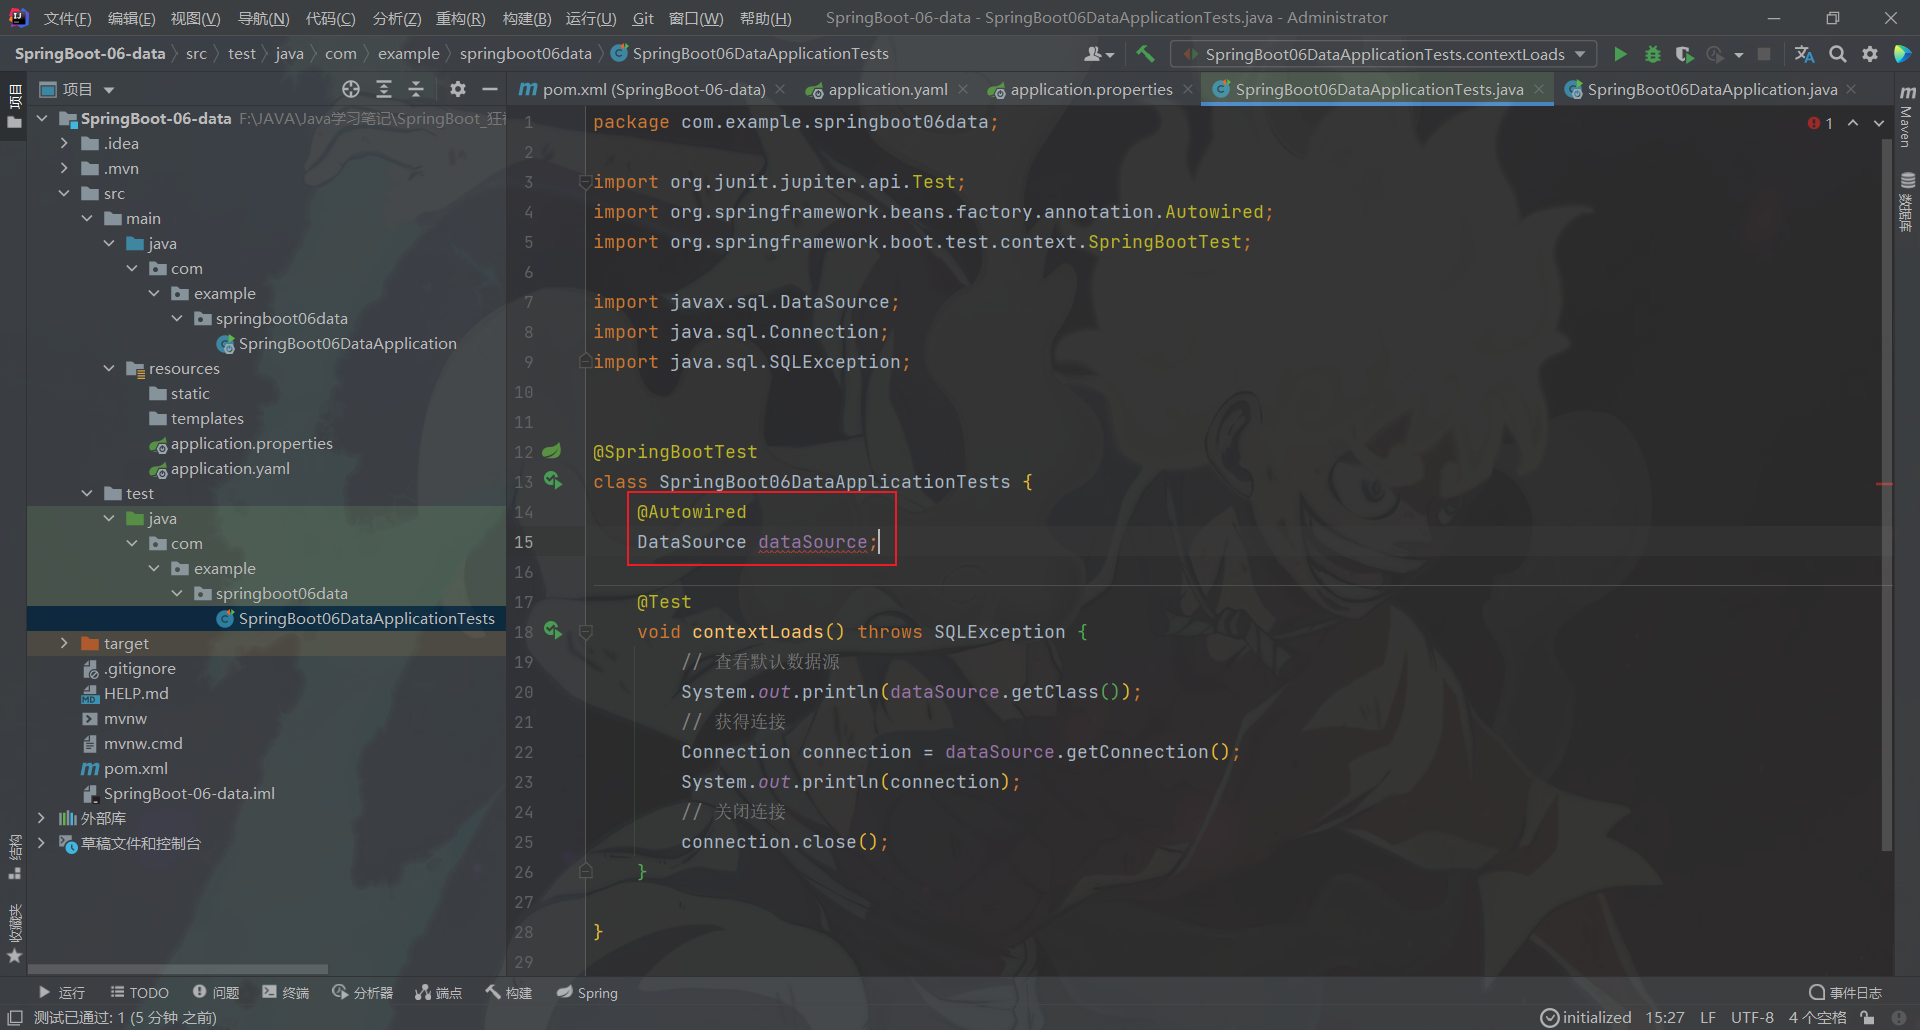 文件(F) 编辑(E) 视图(V) 导航(N) 代码(C) 分析(Z) 重构(R) 构建(B) 运行(U) Git 窗口(W) 帮助(H) SpringBoot-06-data - SpringBoot06DataApplicationTests.java - Administrator
SpringBoot-06-data src test java com example springboot06data SpringBoot06DataApplicationTests SpringBoot06DataApplicationTests.contextLoads
项目
项目
pom.xml (SpringBoot-06-data) application.yaml application.properties SpringBoot06DataApplicationTests.java SpringBoot06DataApplication.java
SpringBoot-06-data F:\JAVA\Java学习笔记\SpringBoot_狂
.idea
.mvn
src
main
java
com
example
springboot06data
SpringBoot06DataApplication
resources
static
templates
application.properties
application.yaml
test
java
com
example
springboot06data
SpringBoot06DataApplicationTests
target
.gitignore
HELP.md
mvnw
mvnw.cmd
pom.xml
SpringBoot-06-data.iml
外部库
草稿文件和控制台
结构
收藏夹
1 package com.example.springboot06data;
2
3 import org.junit.jupiter.api.Test;
4 import org.springframework.beans.factory.annotation.Autowired;
5 import org.springframework.boot.test.context.SpringBootTest;
6
7 import javax.sql.DataSource;
8 import java.sql.Connection;
9 import java.sql.SQLException;
10
11
12 @SpringBootTest
13 class SpringBoot06DataApplicationTests {
14 @Autowired
15 DataSource dataSource;
16
17 @Test
18 void contextLoads() throws SQLException {
19 // 查看默认数据源
20 System.out.println(dataSource.getClass());
21 // 获得连接
22 Connection connection = dataSource.getConnection();
23 System.out.println(connection);
24 // 关闭连接
25 connection.close();
26 }
27
28 }
29
1
Maven
数据库
运行 TODO 问题 终端 分析器 端点 构建 Spring 事件日志
测试已通过: 1 (5 分钟 之前) initialized 15:27 LF UTF-8 4 个空格